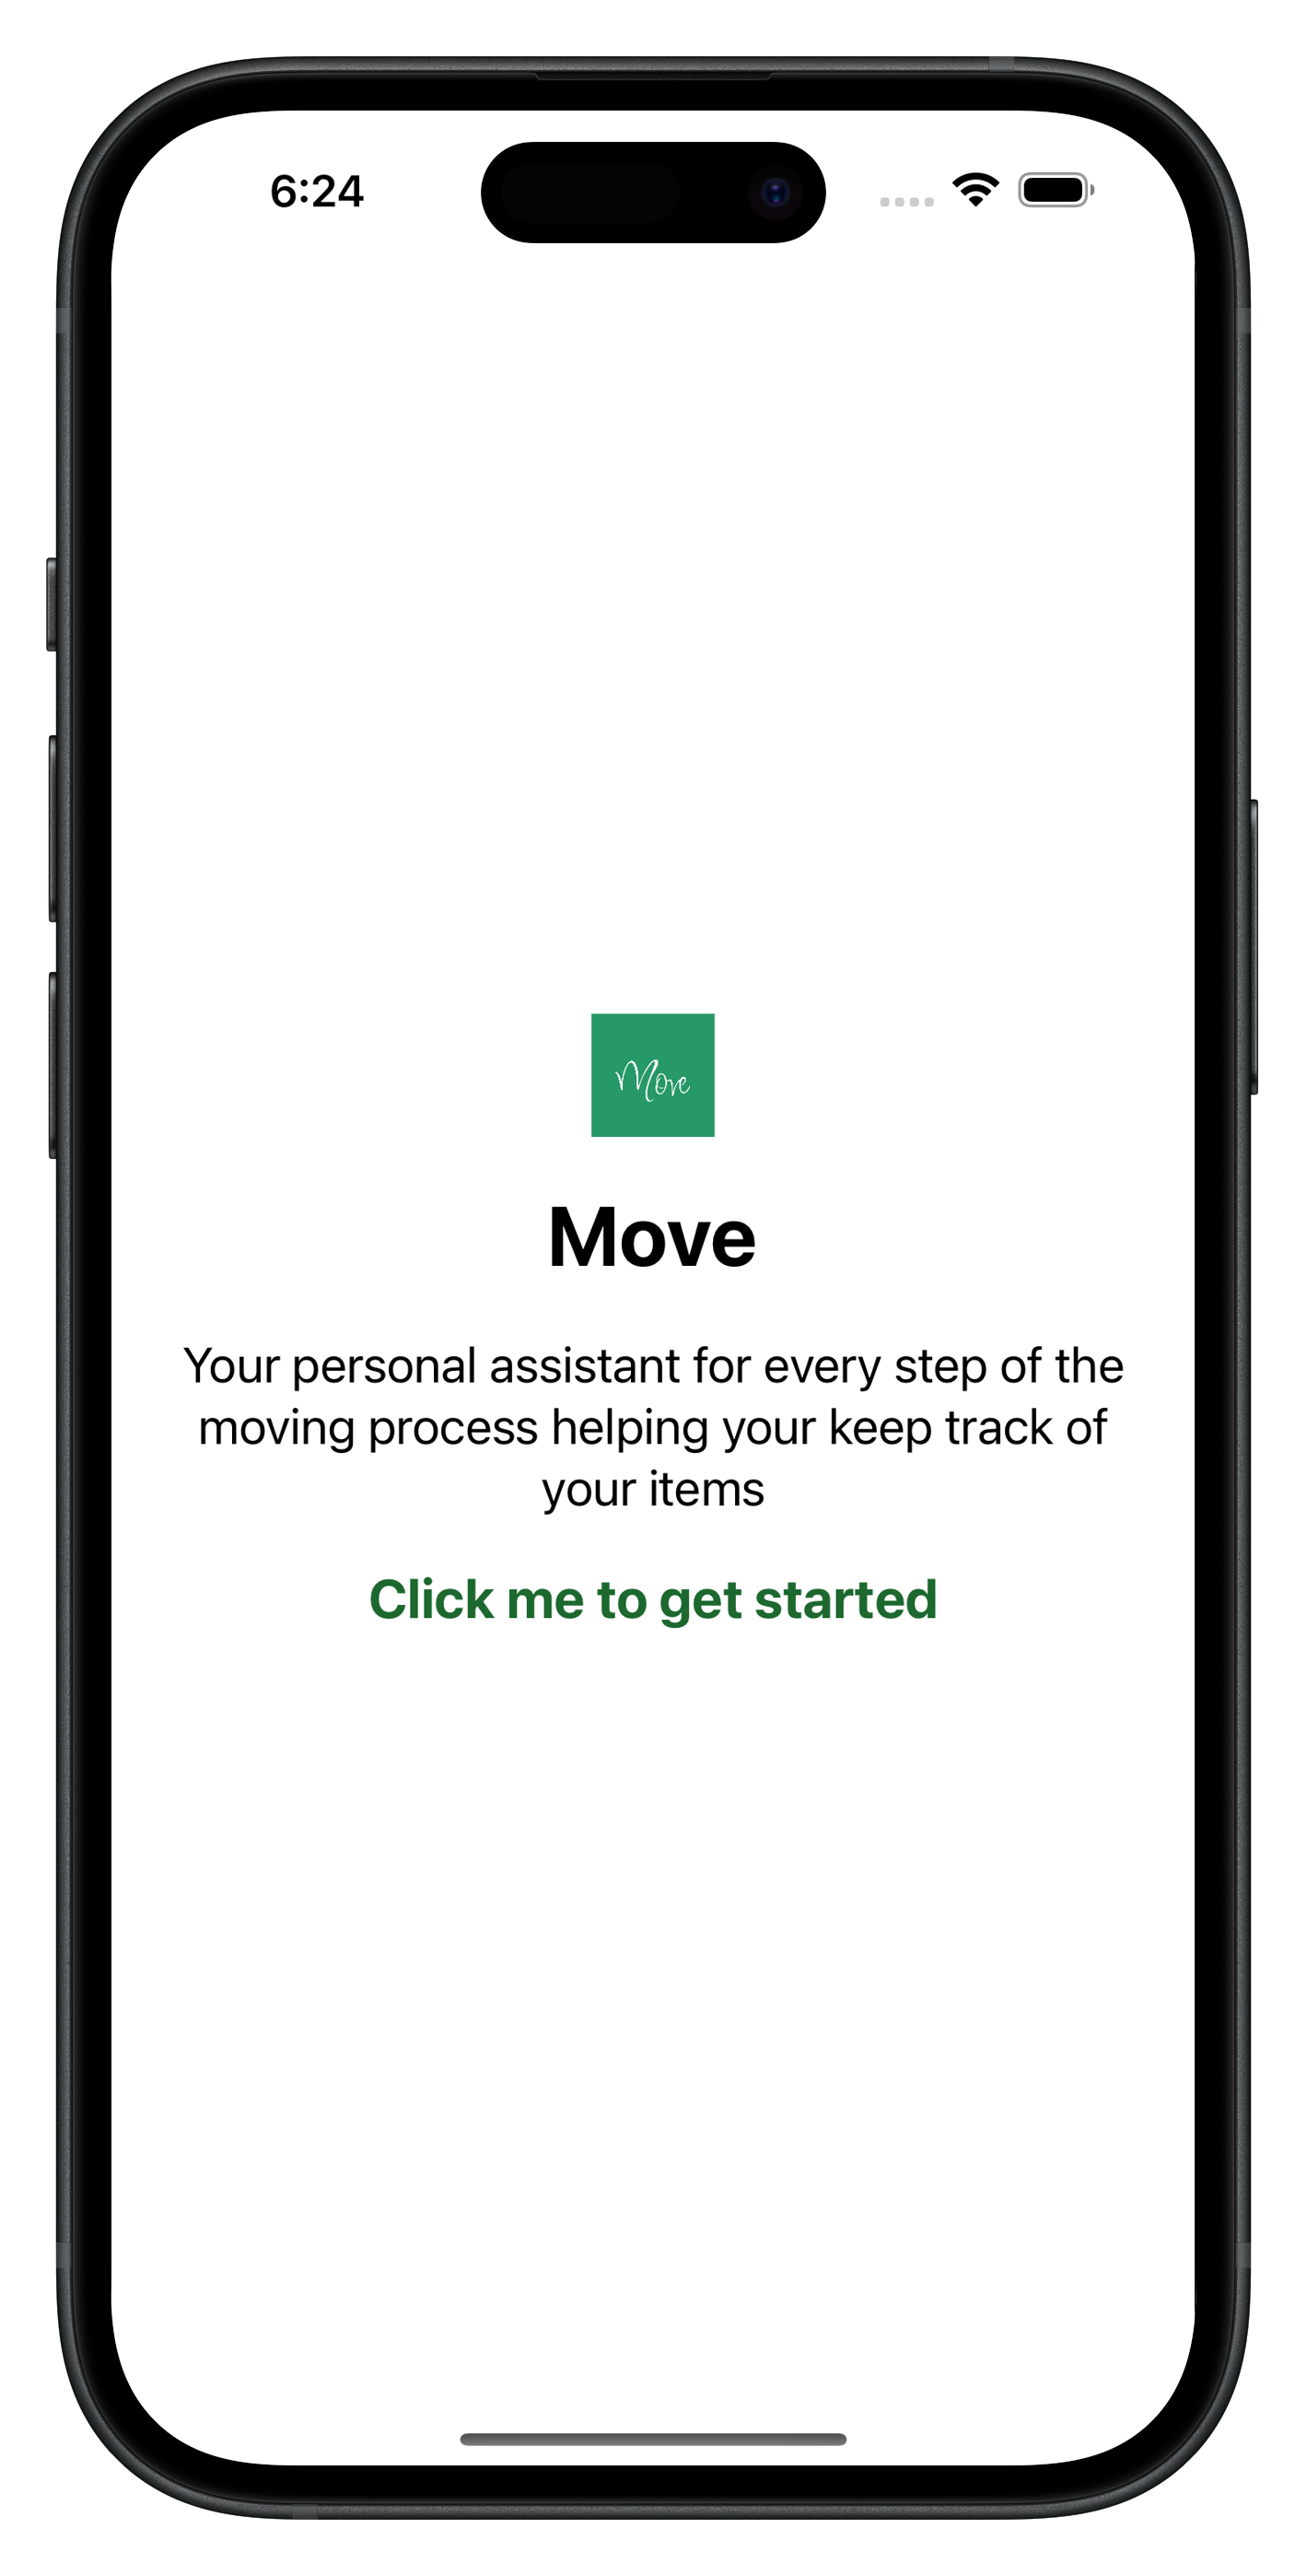 6:24
Move
Move
Your personal assistant for every step of the
moving process helping your keep track of
your items
Click me to get started